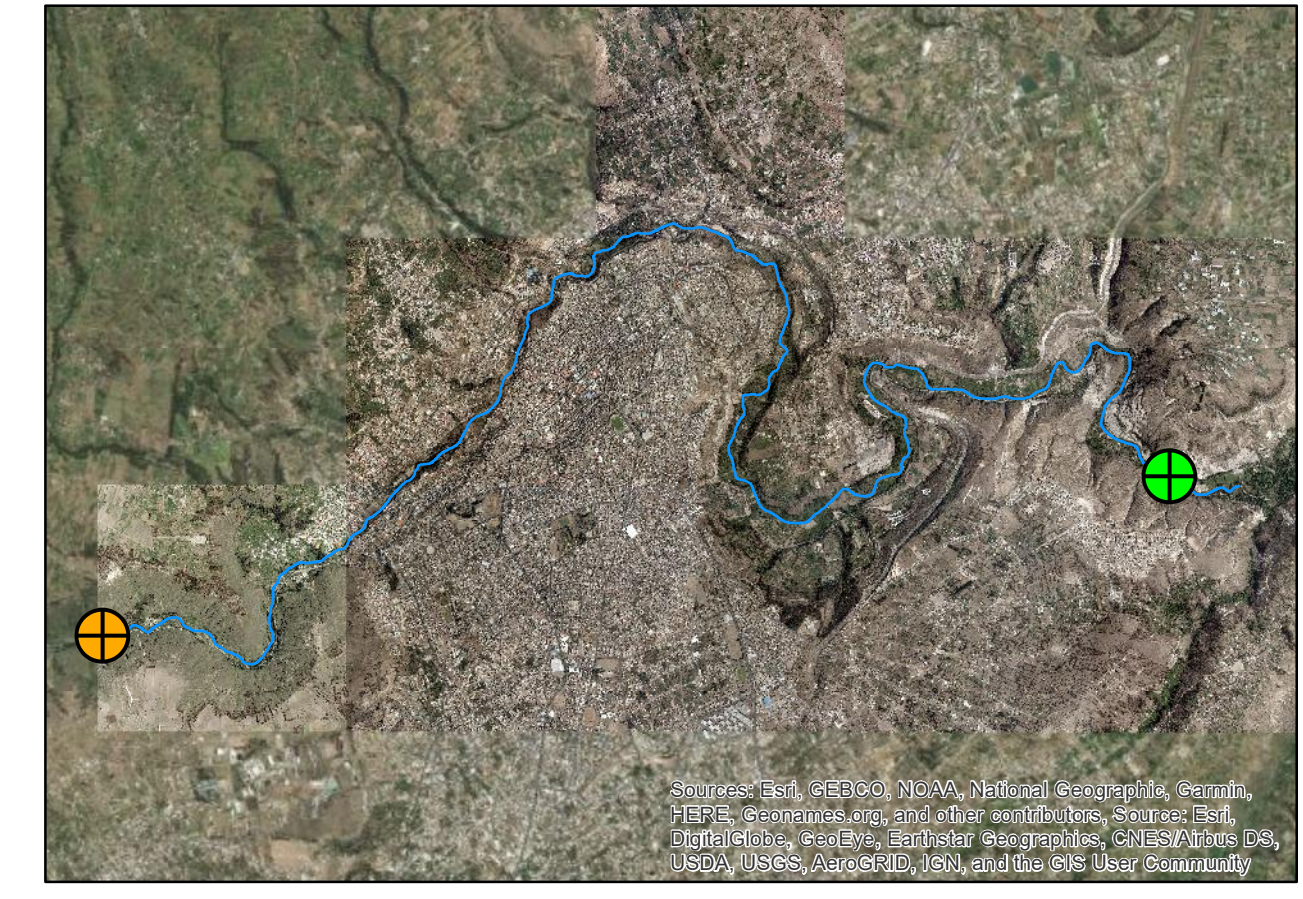 Sources: Esri, GEBCO, NOAA, National Geographic, Garmin,
HERE, Geonames.org, and other contributors, Source: Esri,
DigitalGlobe, GeoEye, Earthstar Geographics, CNES/Airbus DS,
USDA, USGS, AeroGRID, IGN, and the GIS User Community